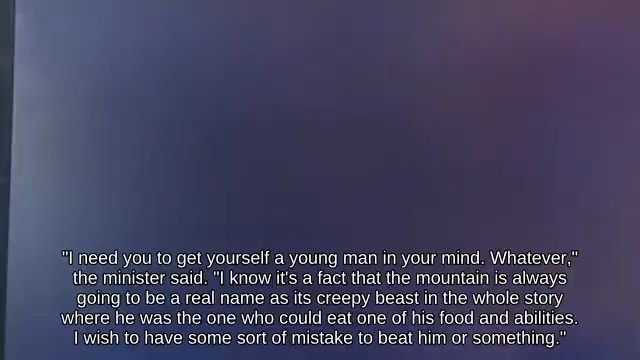 "I need you to get yourself a young man in your mind. Whatever,"
the minister said. "I know it's a fact that the mountain is always
going to be a real name as its creepy beast in the whole story
where he was the one who could eat one of his food and abilities.
I wish to have some sort of mistake to beat him or something."